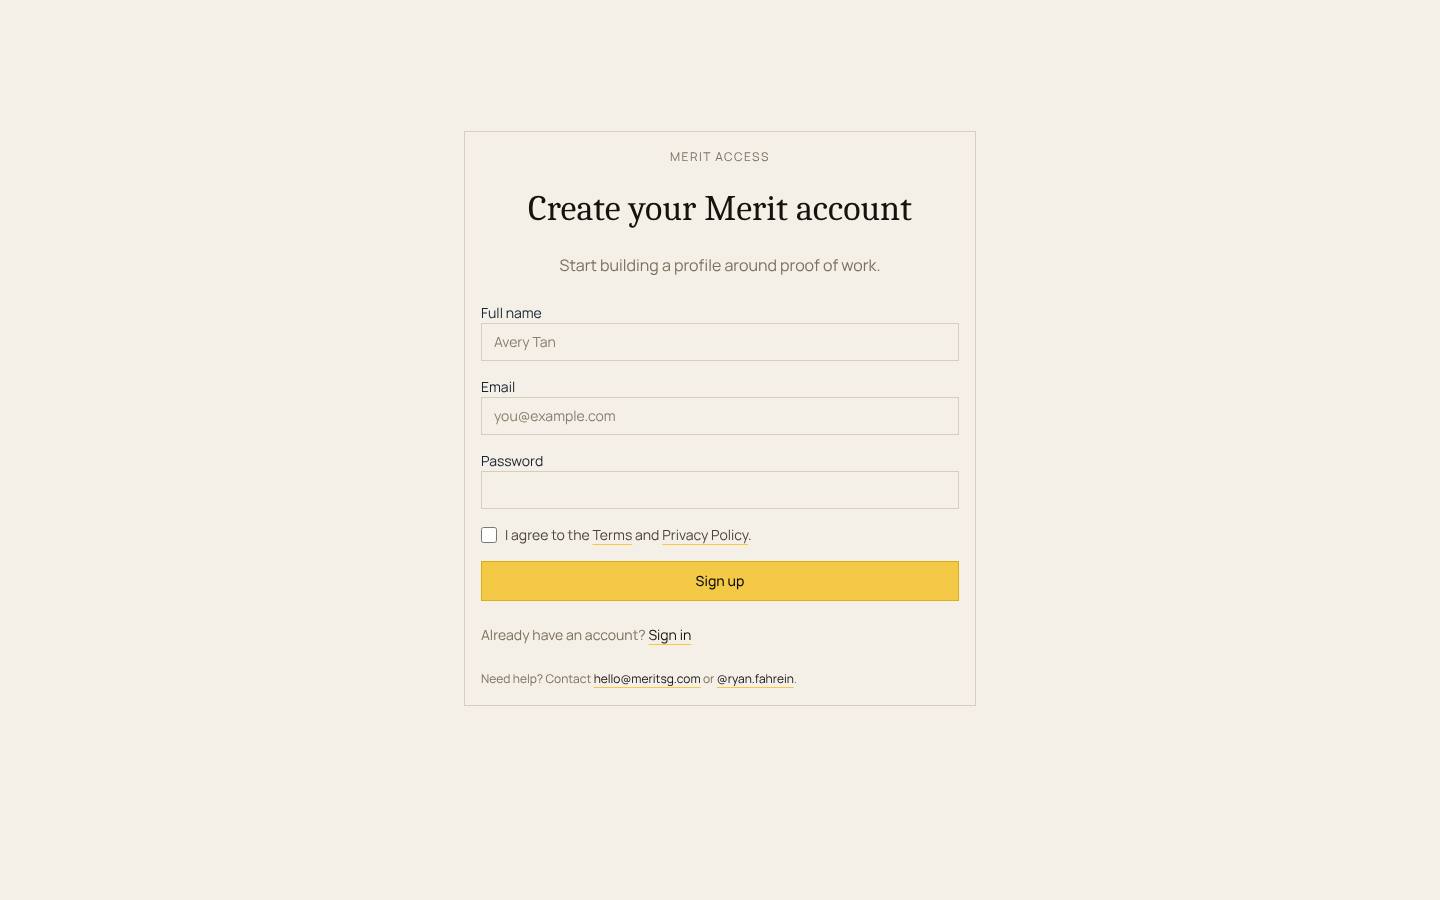 MERIT ACCESS
Create your Merit account
Start building a profile around proof of work.
Full name
Avery Tan
Email
you@example.com
Password
I agree to the Terms and Privacy Policy.
Sign up
Already have an account? Sign in
Need help? Contact hello@meritsg.com or @ryan.fahrein.